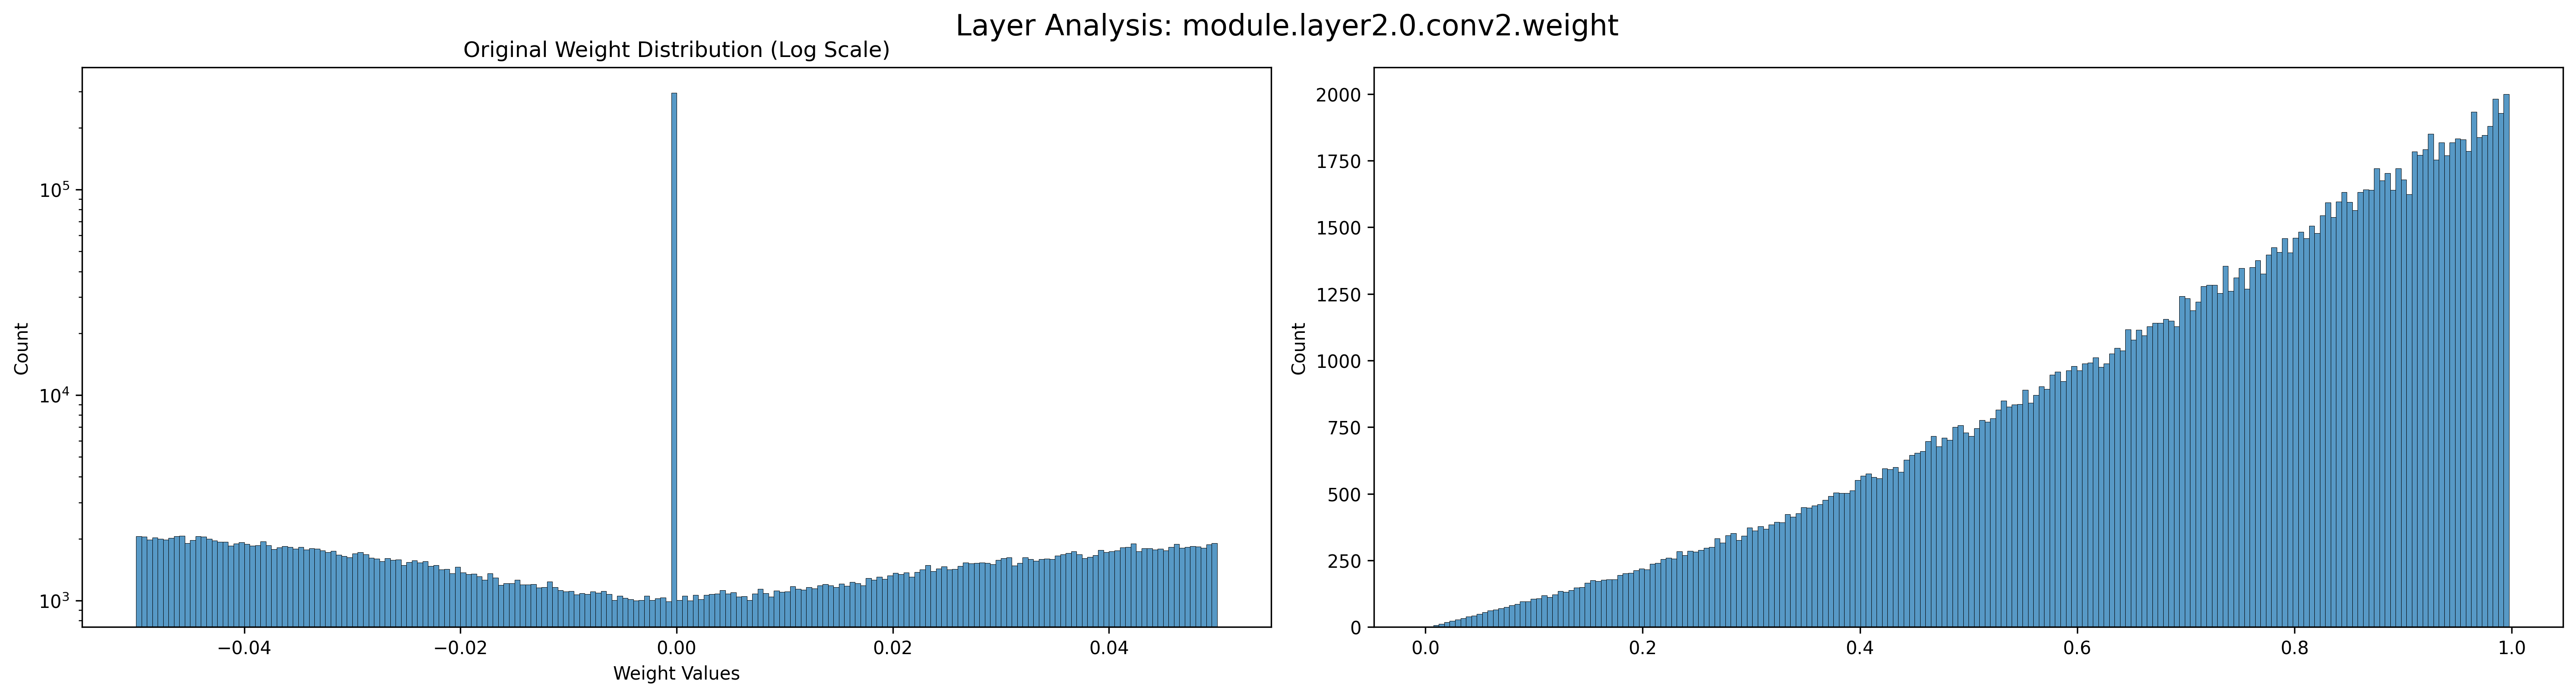 Layer Analysis: module.layer2.0.conv2.weight
Original Weight Distribution (Log Scale)
Count
10^5
10^4
10^3
−0.04 −0.02 0.00 0.02 0.04
Weight Values
Count
2000
1750
1500
1250
1000
750
500
250
0
0.0 0.2 0.4 0.6 0.8 1.0